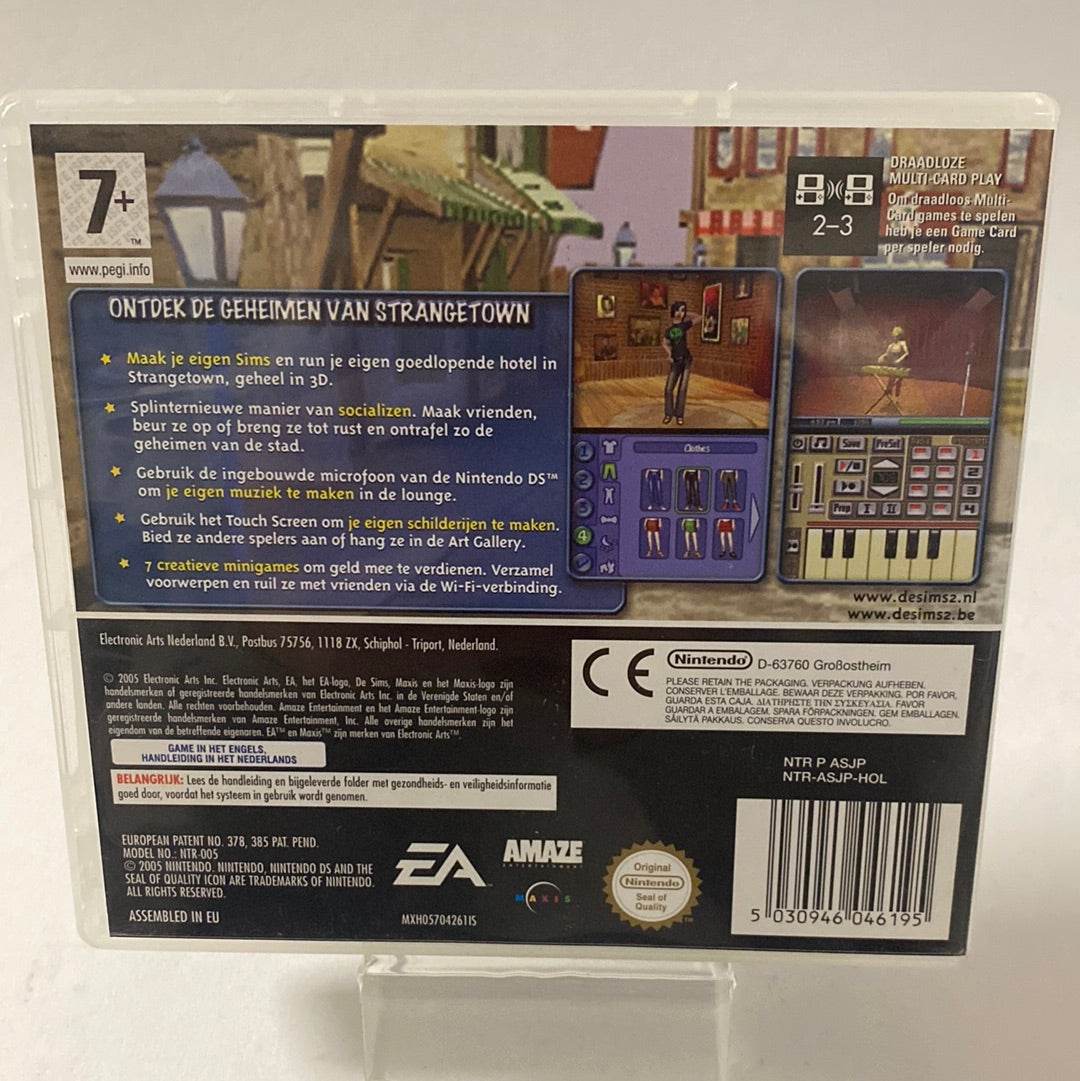 7+
TM
www.pegi.info
DRAADLOZE
MULTI-CARD PLAY
2–3
Om draadloos Multi-
Card games te spelen
heb je een Game Card
per speler nodig.
ONTDEK DE GEHEIMEN VAN STRANGETOWN
Maak je eigen Sims en run je eigen goedlopende hotel in
Strangetown, geheel in 3D.
Splinternieuwe manier van socializen. Maak vrienden,
beur ze op of breng ze tot rust en ontrafel zo de
geheimen van de stad.
Gebruik de ingebouwde microfoon van de Nintendo DS™
om je eigen muziek te maken in de lounge.
Gebruik het Touch Screen om je eigen schilderijen te maken.
Bied ze andere spelers aan of hang ze in de Art Gallery.
7 creatieve minigames om geld mee te verdienen. Verzamel
voorwerpen en ruil ze met vrienden via de Wi-Fi-verbinding.
Clothes
1
2
3
4
Save PreSet
Prep I II
1
2
3
4
www.desims2.nl
www.desims2.be
Electronic Arts Nederland B.V., Postbus 75756, 1118 ZX, Schiphol - Triport, Nederland.
© 2005 Electronic Arts Inc. Electronic Arts, EA, het EA-logo, De Sims, Maxis en het Maxis-logo zijn
handelsmerken of geregistreerde handelsmerken van Electronic Arts Inc. in de Verenigde Staten en/of
andere landen. Alle rechten voorbehouden. Amaze Entertainment en het Amaze Entertainment-logo zijn
geregistreerde handelsmerken van Amaze Entertainment, Inc. Alle overige handelsmerken zijn het
eigendom van de betreffende eigenaren. EA™ en Maxis™ zijn merken van Electronic Arts™.
GAME IN HET ENGELS,
HANDLEIDING IN HET NEDERLANDS
BELANGRIJK: Lees de handleiding en bijgeleverde folder met gezondheids- en veiligheidsinformatie
goed door, voordat het systeem in gebruik wordt genomen.
CE
Nintendo D-63760 Großostheim
PLEASE RETAIN THE PACKAGING. VERPACKUNG AUFHEBEN.
CONSERVER L'EMBALLAGE. BEWAAR DEZE VERPAKKING. POR FAVOR,
GUARDA ESTA CAJA. ΔΙΑΤΗΡΗΣΤΕ ΤΗΝ ΣΥΣΚΕΥΑΣΙΑ. FAVOR
GUARDAR A EMBALAGEM. SPARA FÖRPACKNINGEN. GEM EMBALLAGEN.
SÄILYTÄ PAKKAUS. CONSERVA QUESTO INVOLUCRO.
NTR P ASJP
NTR-ASJP-HOL
EUROPEAN PATENT NO. 378, 385 PAT. PEND.
MODEL NO.: NTR-005
© 2005 NINTENDO. NINTENDO, NINTENDO DS AND THE
SEAL OF QUALITY ICON ARE TRADEMARKS OF NINTENDO.
ALL RIGHTS RESERVED.
ASSEMBLED IN EU
EA™
AMAZE
ENTERTAINMENT
MAXIS
MXH05704261IS
Original
Nintendo
Seal of
Quality
TM
5 030946 046195